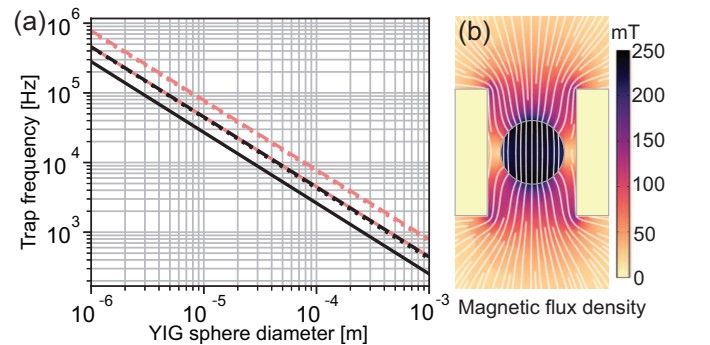 (a)
Trap frequency [Hz]
10^6
10^5
10^4
10^3
10^-6
10^-5
10^-4
10^-3
YIG sphere diameter [m]
(b)
mT
250
200
150
100
50
0
Magnetic flux density